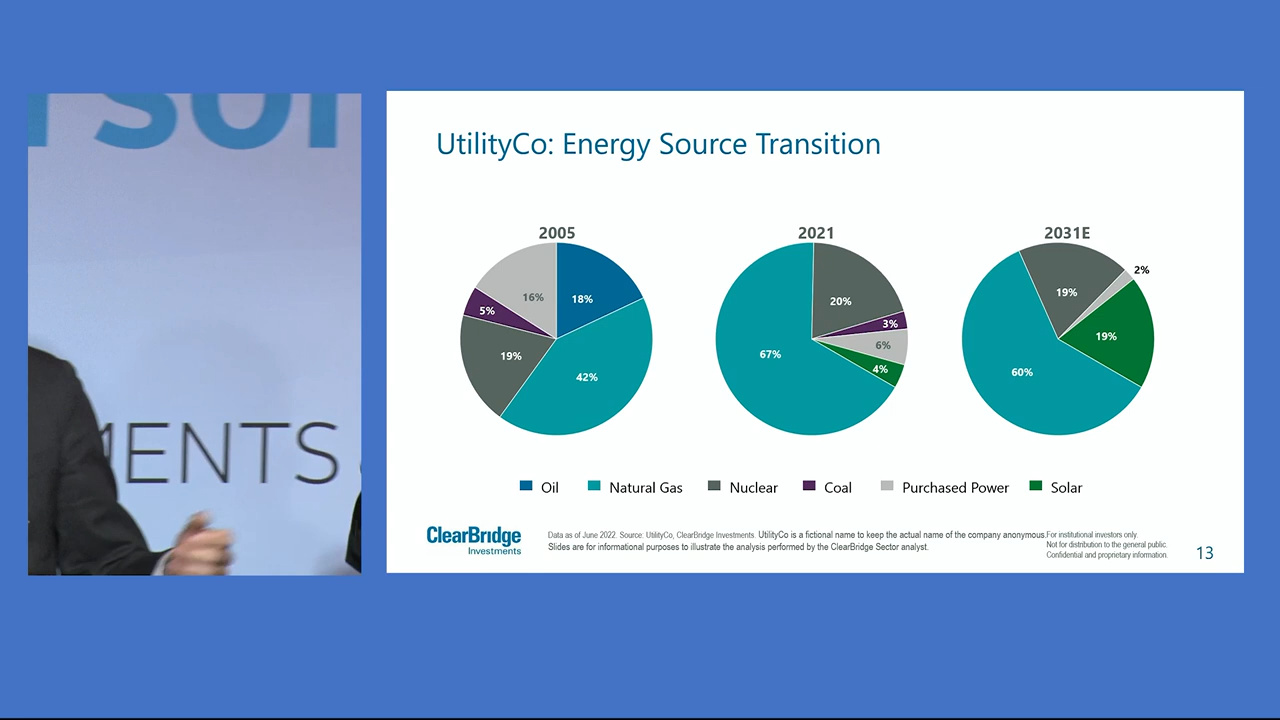 MENTS
UtilityCo: Energy Source Transition
2005
2021
2031E
16%
18%
5%
19%
42%
20%
3%
6%
4%
67%
2%
19%
19%
60%
Oil
Natural Gas
Nuclear
Coal
Purchased Power
Solar
ClearBridge
Investments
Data as of June 2022. Source: UtilityCo, ClearBridge Investments. UtilityCo is a fictional name to keep the actual name of the company anonymous.
Slides are for informational purposes to illustrate the analysis performed by the ClearBridge Sector analyst.
For institutional investors only.
Not for distribution to the general public.
Confidential and proprietary information.
13